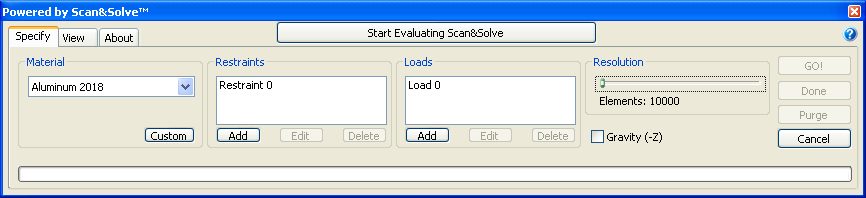 Powered by Scan&Solve™
Specify View About
Start Evaluating Scan&Solve
?
Material
Aluminum 2018
Custom
Restraints
Restraint 0
Add Edit Delete
Loads
Load 0
Add Edit Delete
Resolution
Elements: 10000
Gravity (-Z)
GO!
Done
Purge
Cancel